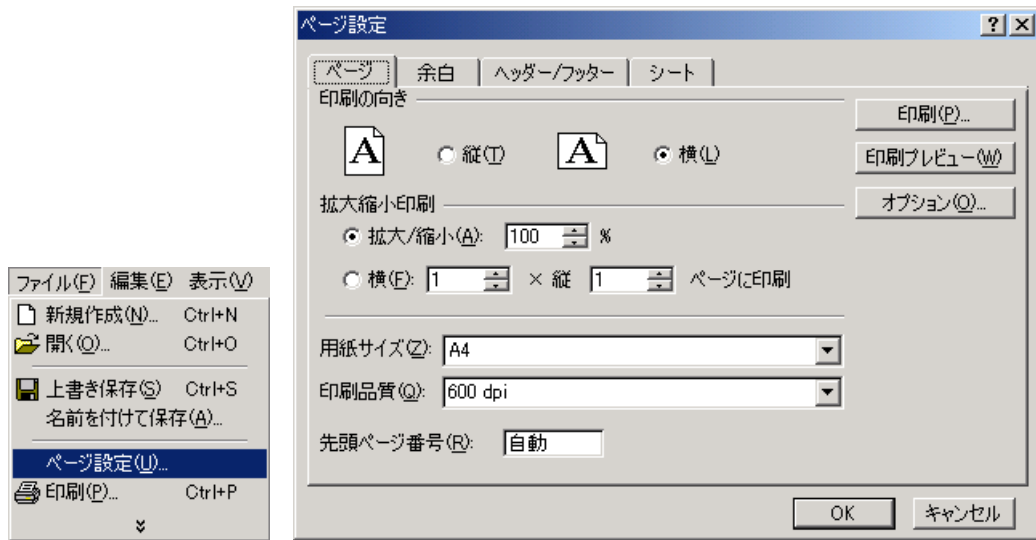 ファイル(F) 編集(E) 表示(V)
新規作成(N)... Ctrl+N
開く(O)... Ctrl+O
上書き保存(S) Ctrl+S
名前を付けて保存(A)...
ページ設定(U)...
印刷(P)... Ctrl+P
ページ設定
ページ 余白 ヘッダー/フッター シート
印刷の向き
A 縦(T) A 横(L)
拡大縮小印刷
拡大/縮小(A): 100 %
横(F): 1 × 縦 1 ページに印刷
用紙サイズ(Z): A4
印刷品質(Q): 600 dpi
先頭ページ番号(R): 自動
印刷(P)...
印刷プレビュー(W)
オプション(O)...
OK キャンセル